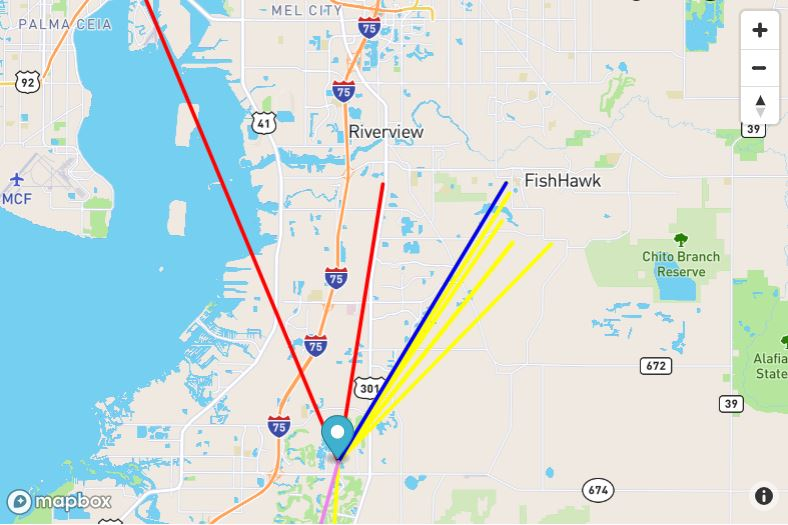 MEL CITY
PALMA CEIA
75
92
75
39
41
Riverview
MCF
FishHawk
Chito Branch
Reserve
75
75
672
Alafia
State
301
39
75
674
mapbox